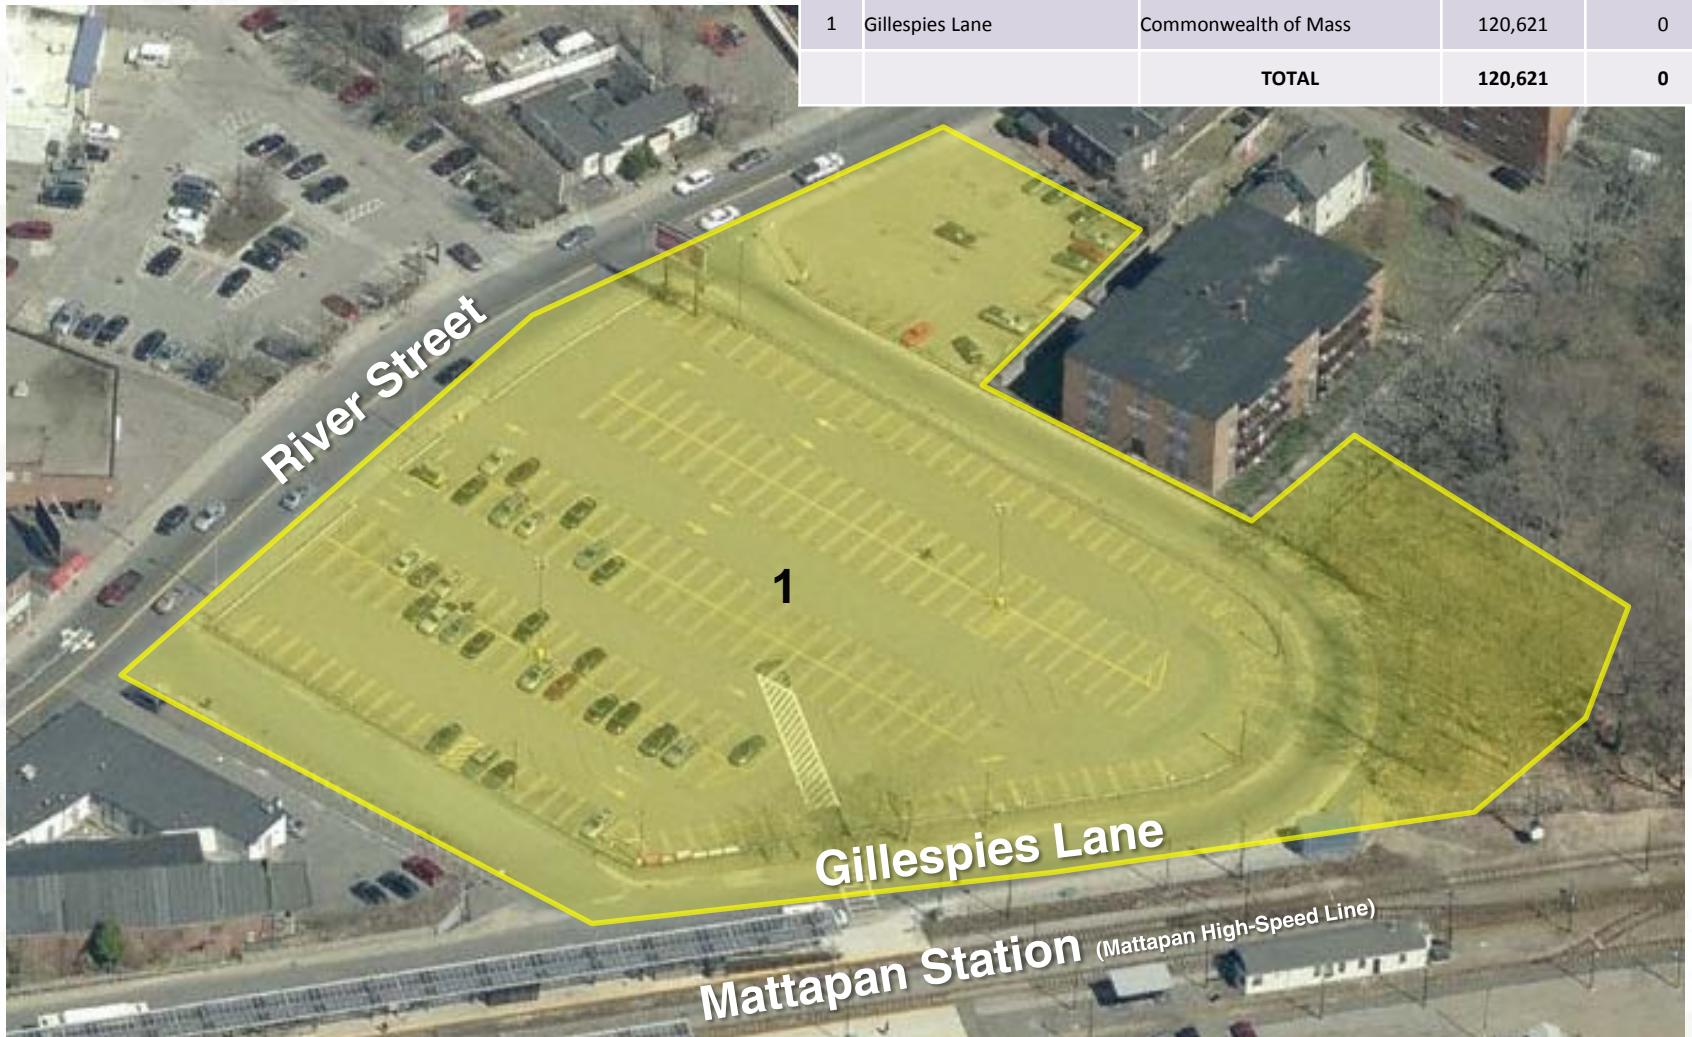 1 Gillespies Lane Commonwealth of Mass 120,621 0
TOTAL 120,621 0
River Street
1
Gillespies Lane
Mattapan Station (Mattapan High-Speed Line)